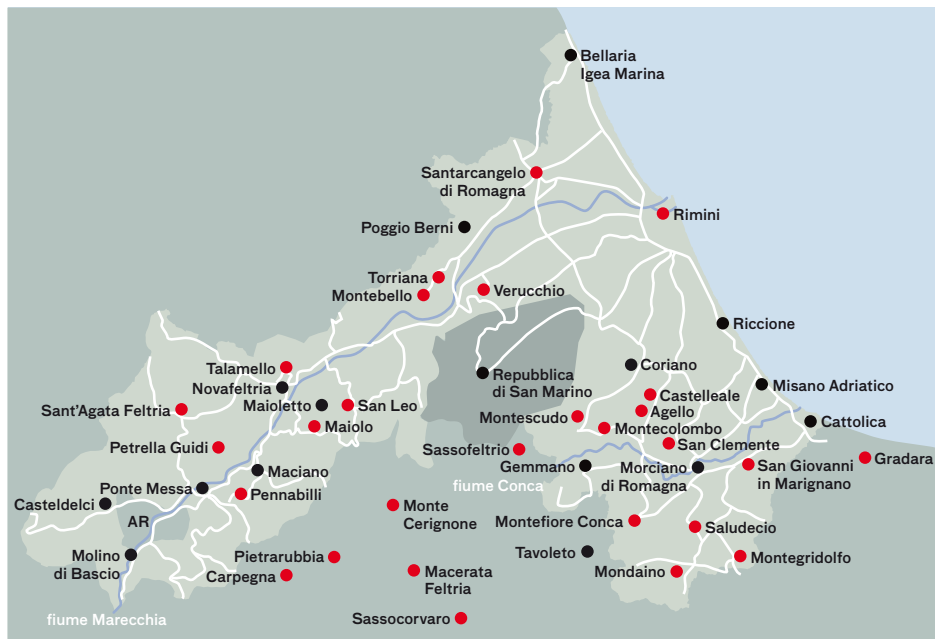 Bellaria
Igea Marina
Santarcangelo
di Romagna
Rimini
Poggio Berni
Torriana
Montebello
Verucchio
Riccione
Talamello
Novafeltria
Maioletto
San Leo
Maiolo
Sant'Agata Feltria
Petrella Guidi
Repubblica
di San Marino
Coriano
Misano Adriatico
Castelleale
Agello
Montescudo
Montecolombo
Cattolica
San Clemente
Sassofeltrio
Gemmano
Morciano
di Romagna
San Giovanni
in Marignano
Gradara
fiume Conca
Maciano
Ponte Messa
Pennabilli
Casteldelci
AR
Monte
Cerignone
Montefiore Conca
Saludecio
Molino
di Bascio
Pietrarubbia
Carpegna
Tavoleto
Montegridolfo
Macerata
Feltria
Mondaino
Sassocorvaro
fiume Marecchia